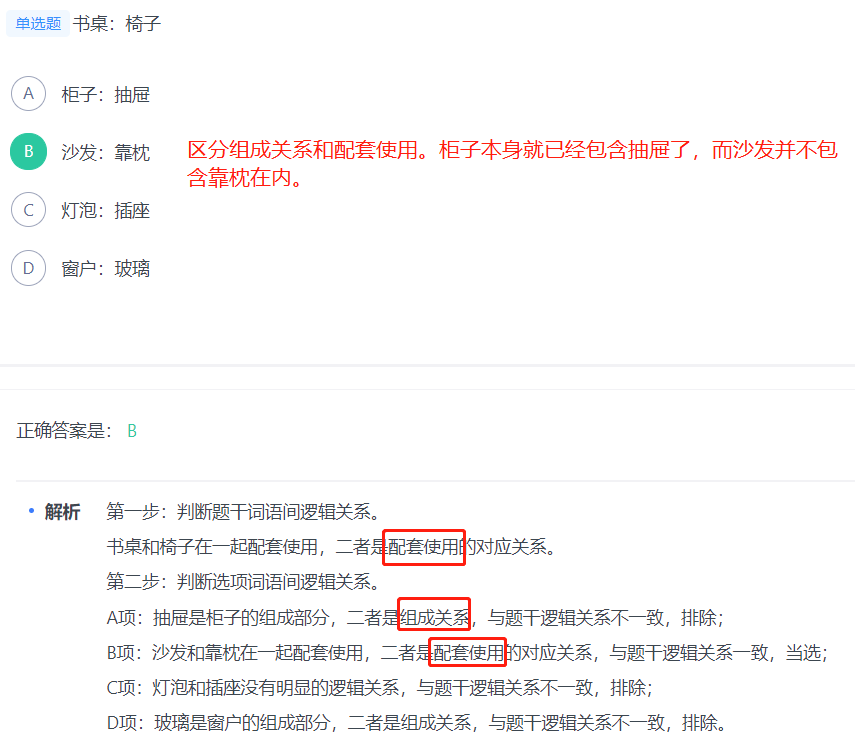 单选题 书桌：椅子
A 柜子：抽屉
B 沙发：靠枕
区分组成关系和配套使用。柜子本身就已经包含抽屉了，而沙发并不包
含靠枕在内。
C 灯泡：插座
D 窗户：玻璃
正确答案是： B
• 解析 第一步：判断题干词语间逻辑关系。
书桌和椅子在一起配套使用，二者是配套使用的对应关系。
第二步：判断选项词语间逻辑关系。
A项：抽屉是柜子的组成部分，二者是组成关系，与题干逻辑关系不一致，排除；
B项：沙发和靠枕在一起配套使用，二者是配套使用的对应关系，与题干逻辑关系一致，当选；
C项：灯泡和插座没有明显的逻辑关系，与题干逻辑关系不一致，排除；
D项：玻璃是窗户的组成部分，二者是组成关系，与题干逻辑关系不一致，排除。